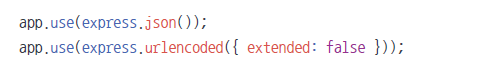 app.use(express.json());
app.use(express.urlencoded({ extended: false }));